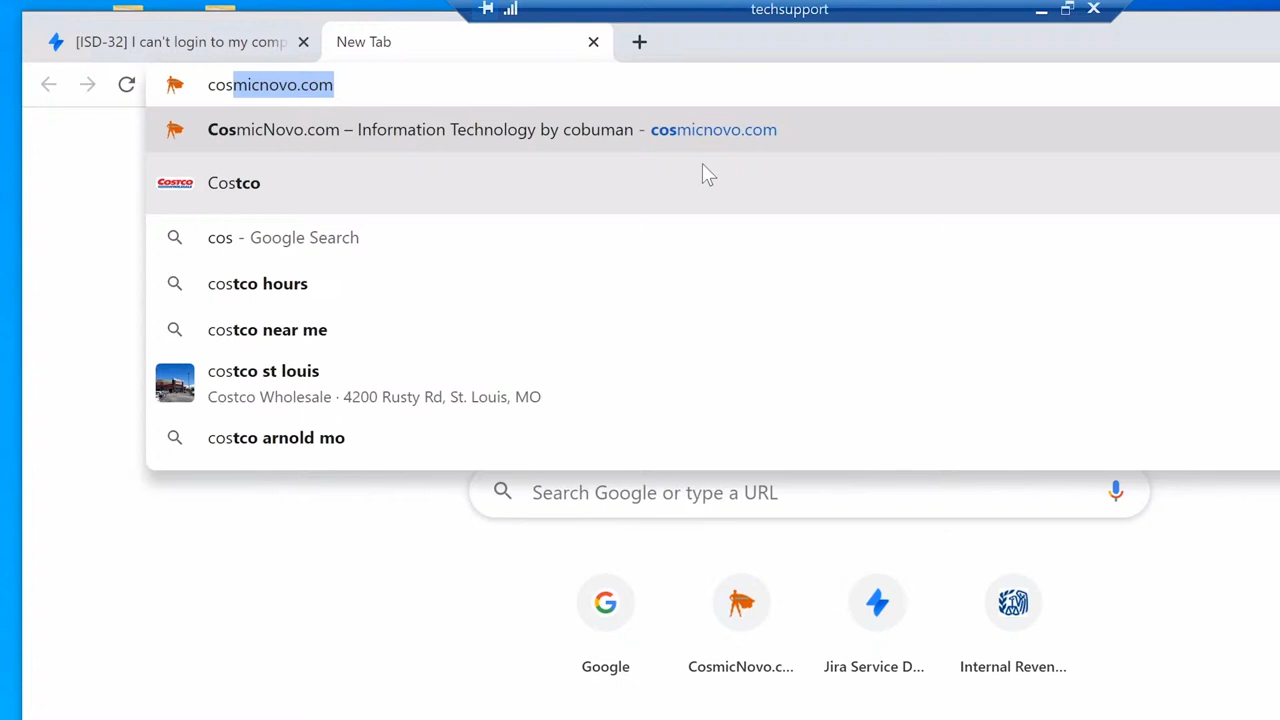 techsupport
[ISD-32] I can't login to my comp
New Tab
cosmicnovo.com
CosmicNovo.com – Information Technology by cobuman - cosmicnovo.com
COSTCO
Costco
cos - Google Search
costco hours
costco near me
costco st louis
Costco Wholesale · 4200 Rusty Rd, St. Louis, MO
costco arnold mo
Search Google or type a URL
Google
CosmicNovo.c...
Jira Service D...
Internal Reven...